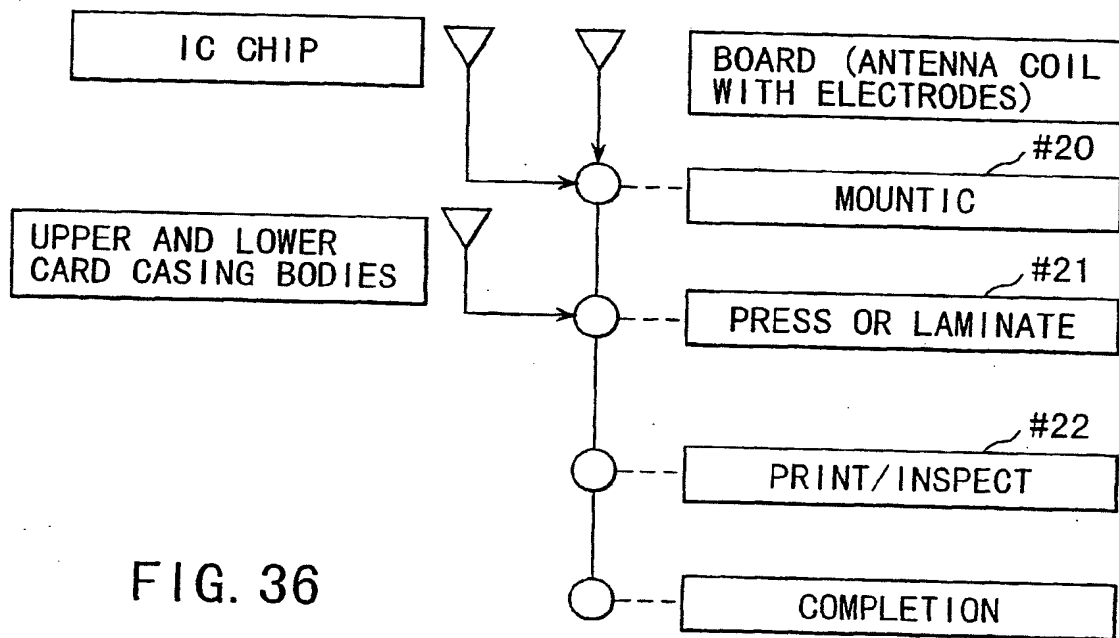 IC CHIP
BOARD (ANTENNA COIL
WITH ELECTRODES)
#20
MOUNTIC
UPPER AND LOWER
CARD CASING BODIES
#21
PRESS OR LAMINATE
#22
PRINT/INSPECT
COMPLETION
FIG. 36